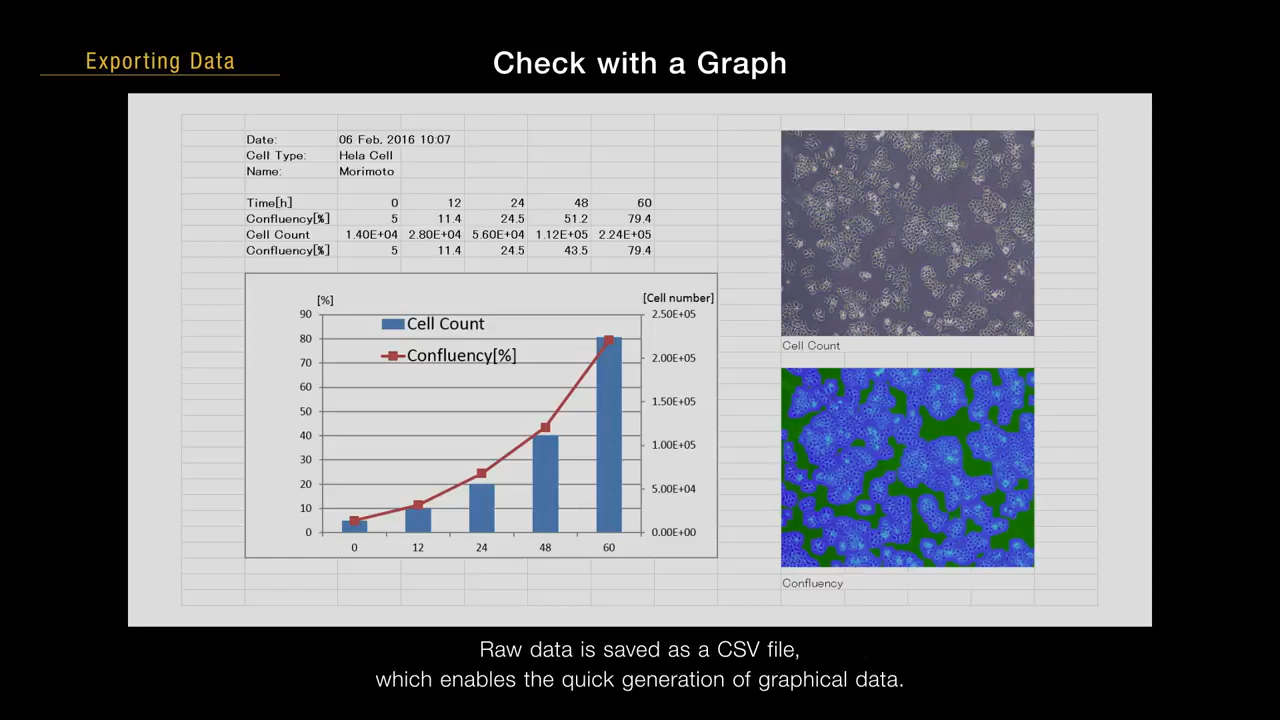 Exporting Data
Check with a Graph
Date: 06 Feb, 2016 10:07
Cell Type: Hela Cell
Name: Morimoto
Time[h] 0 12 24 48 60
Confluency[%] 5 11.4 24.5 51.2 79.4
Cell Count 1.40E+04 2.80E+04 5.60E+04 1.12E+05 2.24E+05
Confluency[%] 5 11.4 24.5 43.5 79.4
[%] [Cell number]
90 2.50E+05
80 2.00E+05
70 1.50E+05
60 1.00E+05
50 5.00E+04
40 0.00E+00
30
20
10
0
Cell Count
Confluency[%]
0 12 24 48 60
Cell Count
Confluency
Raw data is saved as a CSV file,
which enables the quick generation of graphical data.